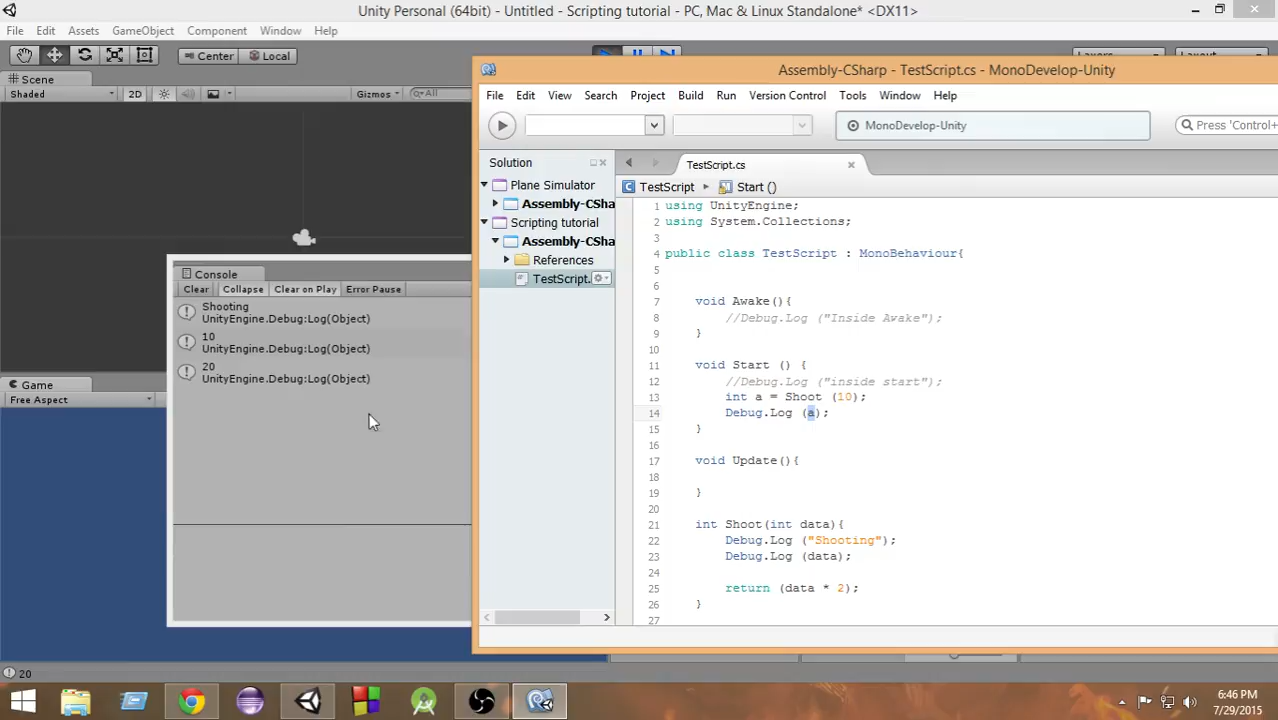 Unity Personal (64bit) - Untitled - Scripting tutorial - PC, Mac & Linux Standalone* <DX11>
File Edit Assets GameObject Component Window Help
Center Local
Layers Layout
Scene
Shaded 2D Gizmos All
Console
Clear Collapse Clear on Play Error Pause
Shooting
UnityEngine.Debug:Log(Object)
10
UnityEngine.Debug:Log(Object)
20
UnityEngine.Debug:Log(Object)
Game
Free Aspect
20
Assembly-CSharp - TestScript.cs - MonoDevelop-Unity
File Edit View Search Project Build Run Version Control Tools Window Help
MonoDevelop-Unity
Press 'Control+
Solution
Plane Simulator
Assembly-CSha
Scripting tutorial
Assembly-CSha
References
TestScript.
TestScript.cs
TestScript Start ()
1 using UnityEngine;
2 using System.Collections;
3
4 public class TestScript : MonoBehaviour{
5
6
7 void Awake(){
8 //Debug.Log ("Inside Awake");
9 }
10
11 void Start () {
12 //Debug.Log ("inside start");
13 int a = Shoot (10);
14 Debug.Log (a);
15 }
16
17 void Update(){
18
19 }
20
21 int Shoot(int data){
22 Debug.Log ("Shooting");
23 Debug.Log (data);
24
25 return (data * 2);
26 }
27
6:46 PM
7/29/2015